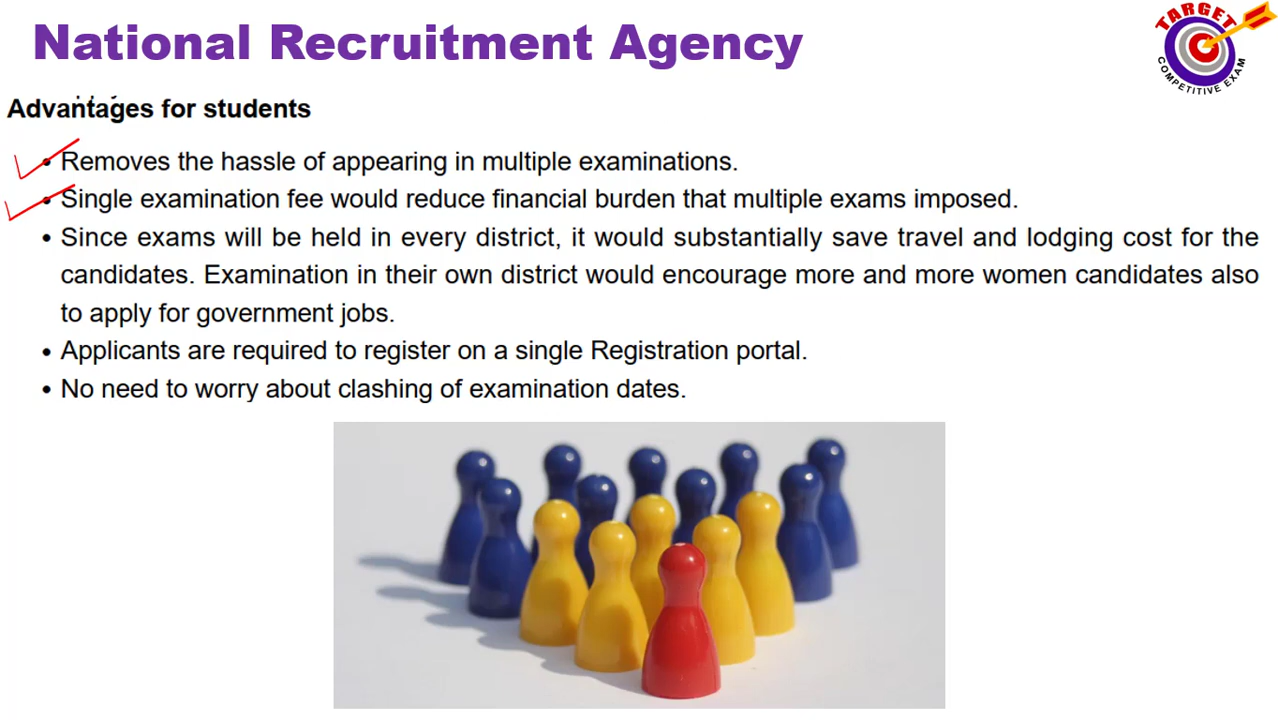 National Recruitment Agency
TARGET
COMPETITIVE EXAM
Advantages for students
• Removes the hassle of appearing in multiple examinations.
• Single examination fee would reduce financial burden that multiple exams imposed.
• Since exams will be held in every district, it would substantially save travel and lodging cost for the
candidates. Examination in their own district would encourage more and more women candidates also
to apply for government jobs.
• Applicants are required to register on a single Registration portal.
• No need to worry about clashing of examination dates.